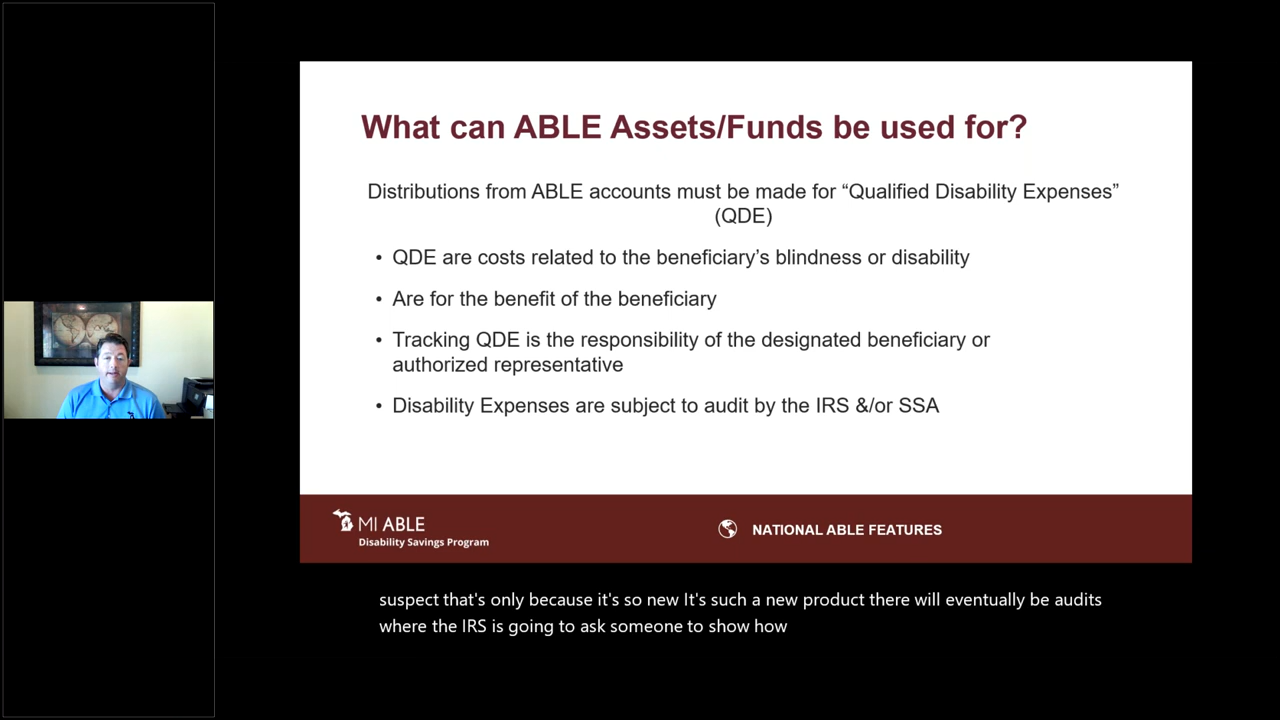 What can ABLE Assets/Funds be used for?
Distributions from ABLE accounts must be made for “Qualified Disability Expenses”
(QDE)
• QDE are costs related to the beneficiary’s blindness or disability
• Are for the benefit of the beneficiary
• Tracking QDE is the responsibility of the designated beneficiary or
authorized representative
• Disability Expenses are subject to audit by the IRS &/or SSA
MI ABLE
Disability Savings Program
NATIONAL ABLE FEATURES
suspect that's only because it's so new It's such a new product there will eventually be audits
where the IRS is going to ask someone to show how